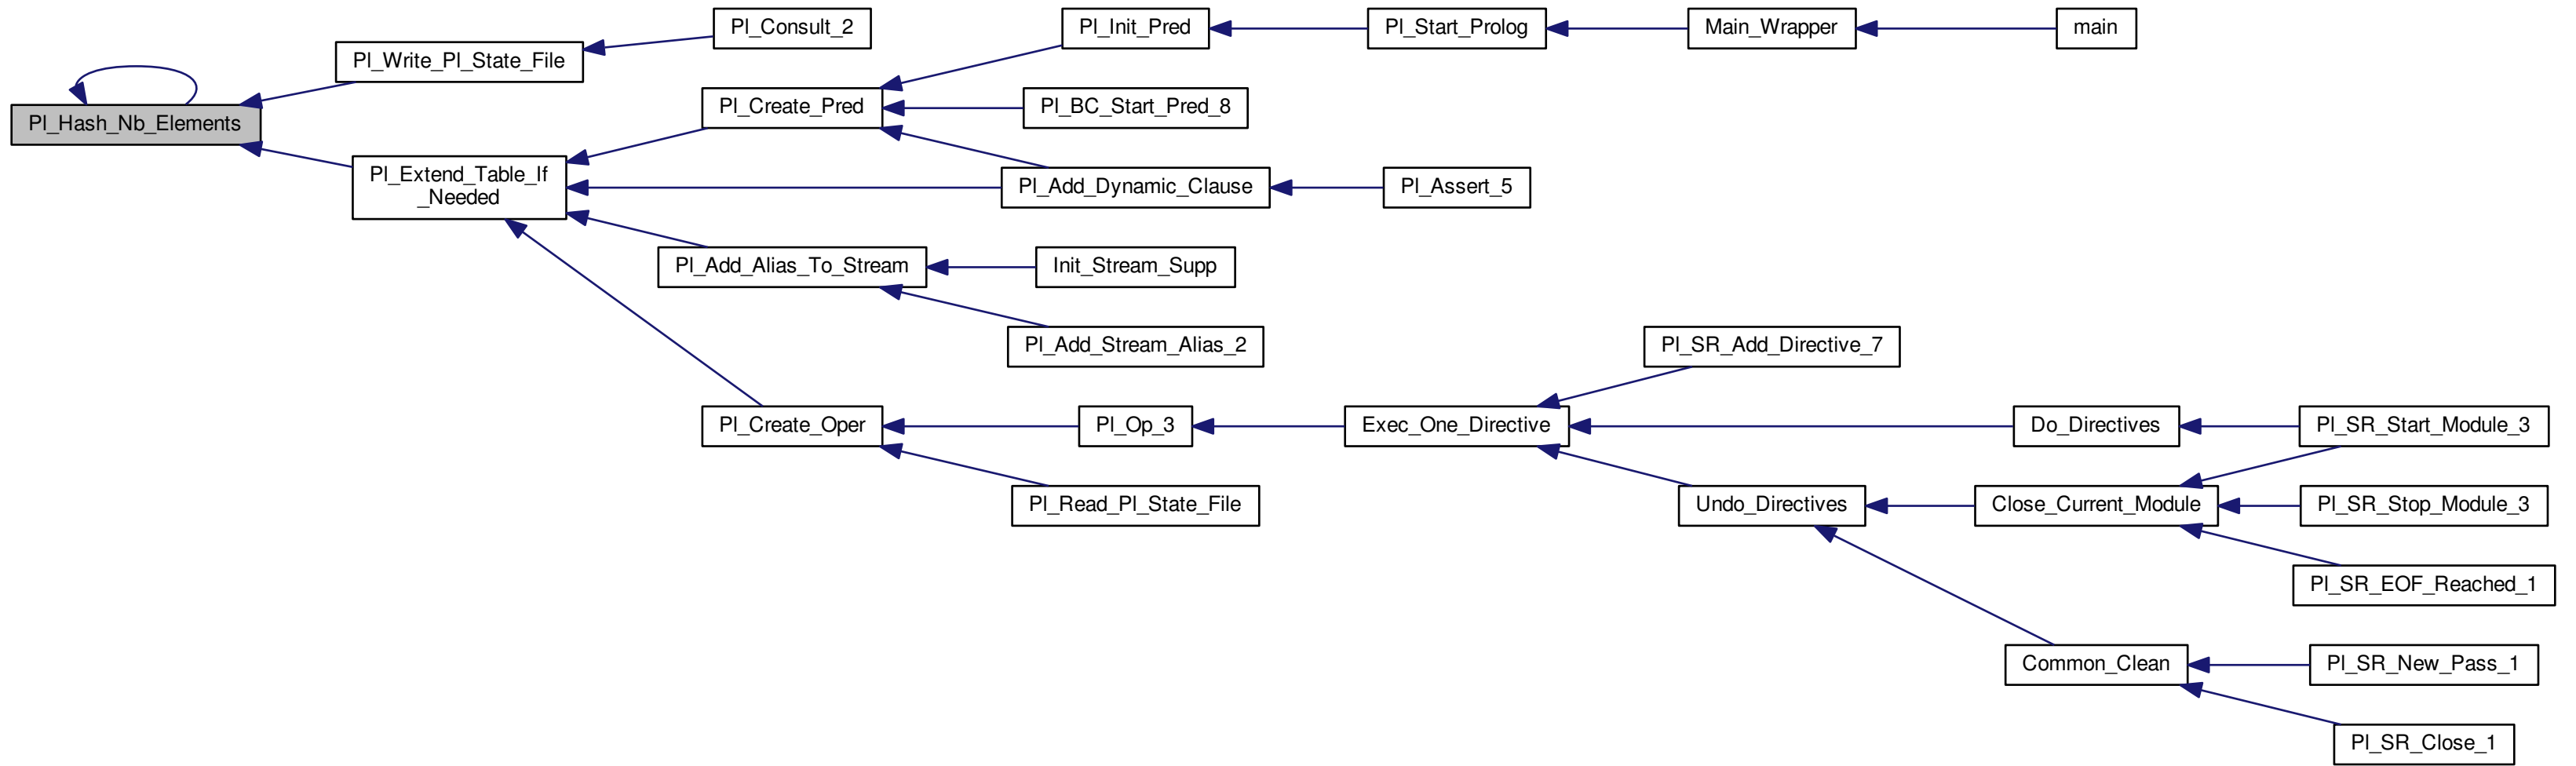 Pl_Consult_2
Pl_Init_Pred
Pl_Start_Prolog
Main_Wrapper
main
Pl_Write_Pl_State_File
Pl_Create_Pred
Pl_BC_Start_Pred_8
Pl_Hash_Nb_Elements
Pl_Extend_Table_If
_Needed
Pl_Add_Dynamic_Clause
Pl_Assert_5
Pl_Add_Alias_To_Stream
Init_Stream_Supp
Pl_Add_Stream_Alias_2
Pl_SR_Add_Directive_7
Pl_Create_Oper
Pl_Op_3
Exec_One_Directive
Do_Directives
Pl_SR_Start_Module_3
Pl_Read_Pl_State_File
Undo_Directives
Close_Current_Module
Pl_SR_Stop_Module_3
Pl_SR_EOF_Reached_1
Common_Clean
Pl_SR_New_Pass_1
Pl_SR_Close_1